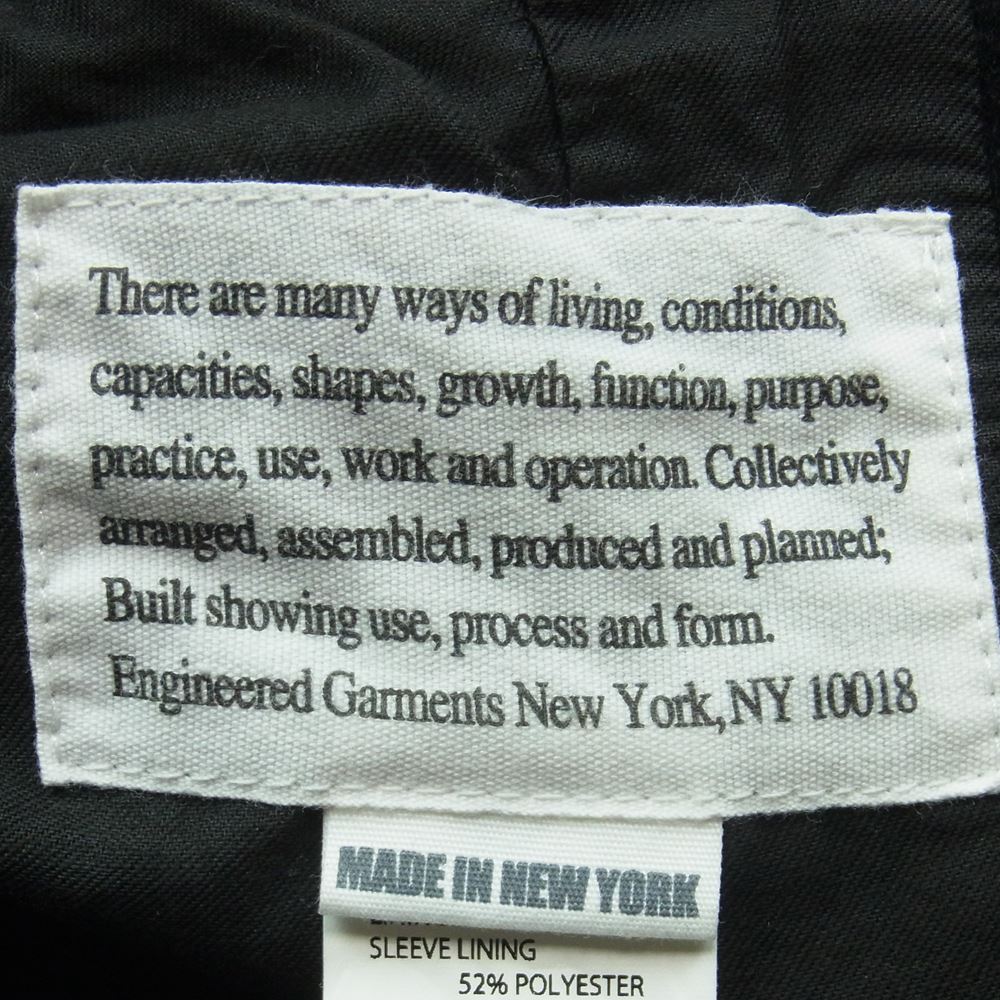 There are many ways of living, conditions,
capacities, shapes, growth, function, purpose,
practice, use, work and operation. Collectively
arranged, assembled, produced and planned;
Built showing use, process and form.
Engineered Garments New York, NY 10018
MADE IN NEW YORK
SLEEVE LINING
52% POLYESTER